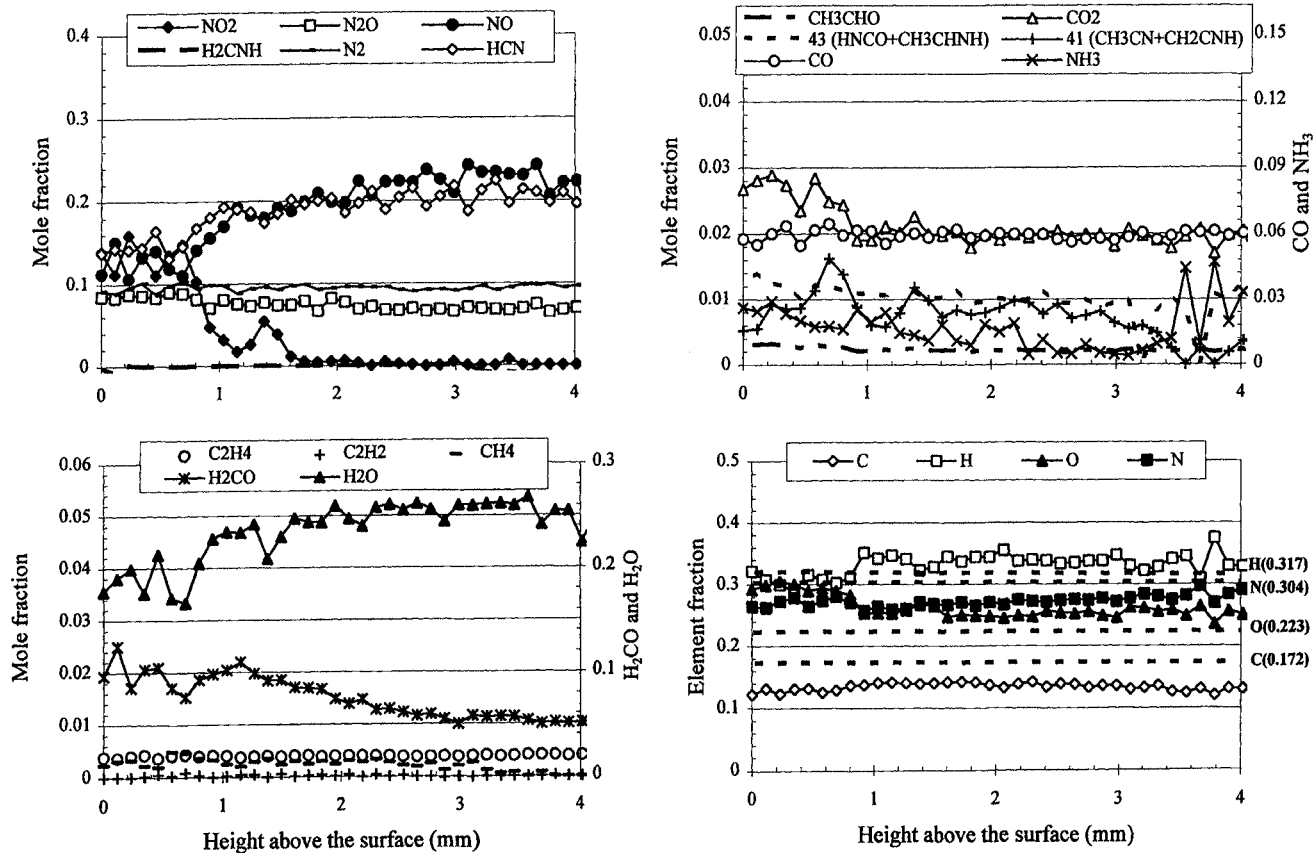 NO2 N2O NO
H2CNH N2 HCN
0.4
0.3
0.2
0.1
0
Mole fraction
0 1 2 3 4
CH3CHO CO2
43 (HNCO+CH3CHNH) 41 (CH3CN+CH2CNH)
CO NH3
0.05
0.04
0.03
0.02
0.01
0
Mole fraction
0.15
0.12
0.09
0.06
0.03
0
CO and NH3
0 1 2 3 4
C2H4 C2H2 CH4
H2CO H2O
0.06
0.05
0.04
0.03
0.02
0.01
0
Mole fraction
0.3
0.2
0.1
0
H2CO and H2O
0 1 2 3 4
Height above the surface (mm)
C H O N
0.5
0.4
0.3
0.2
0.1
0
Element fraction
H(0.317)
N(0.304)
O(0.223)
C(0.172)
0 1 2 3 4
Height above the surface (mm)